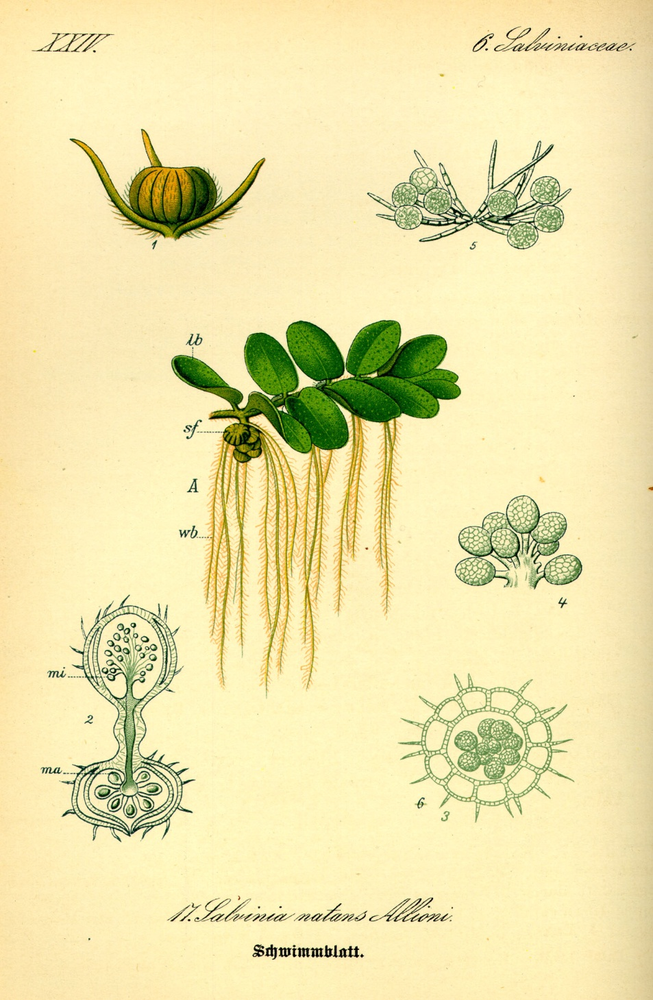 XXIV.
6. Salviniaceae.
1
5
lb
sf
A
wb
4
mi
2
ma
6
3
17. Salvinia natans Allioni.
Schwimmblatt.